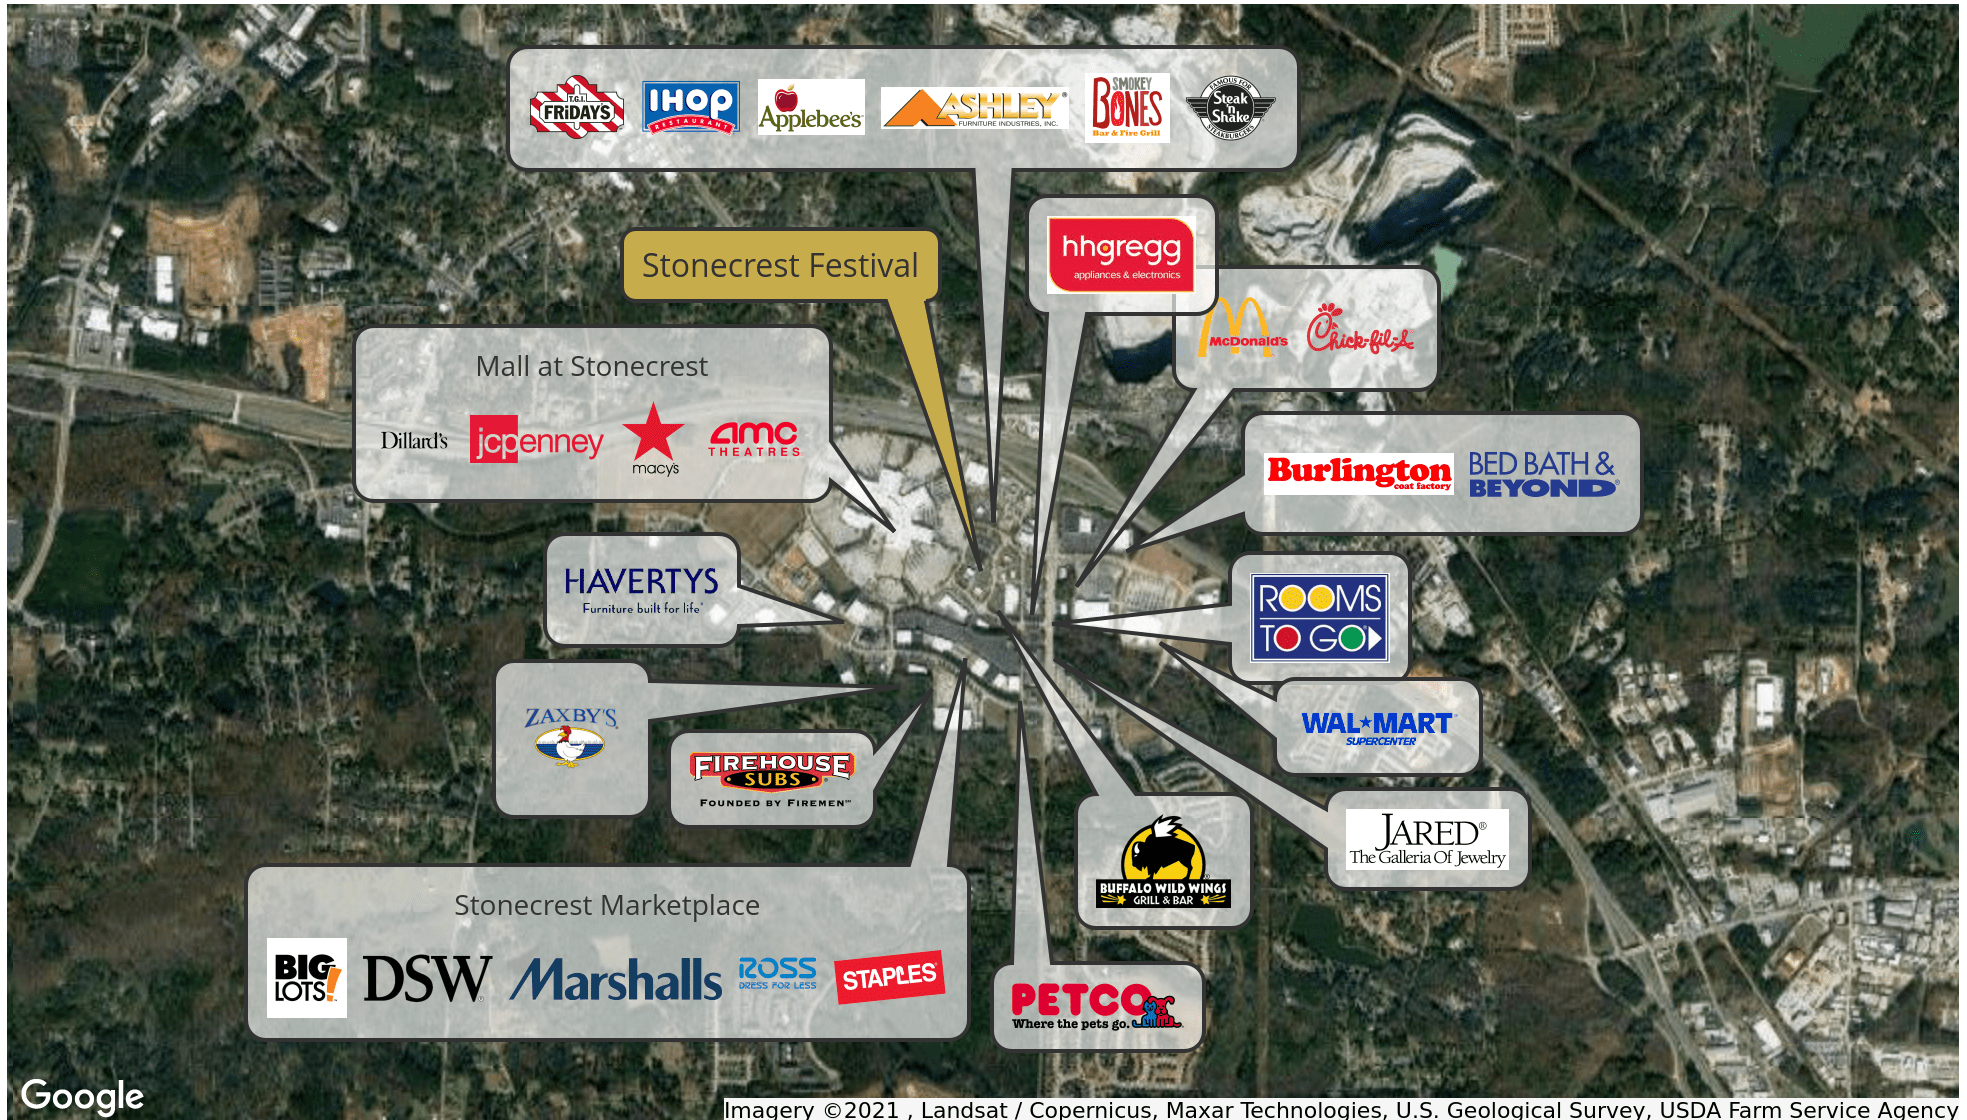 T.G.I. FRIDAY'S
IHOP RESTAURANT
Applebee's
ASHLEY® FURNITURE INDUSTRIES, INC.
SMOKEY BONES Bar & Fire Grill
FAMOUS FOR Steak 'n Shake STEAKBURGERS
hhgregg
appliances & electronics
Stonecrest Festival
McDonald's
Chick-fil-A
Mall at Stonecrest
Dillard's
jcpenney
macy's
amc THEATRES
Burlington coat factory
BED BATH & BEYOND®
HAVERTYS
Furniture built for life®
ROOMS TO GO
ZAXBY'S
WAL★MART
SUPERCENTER
FIREHOUSE SUBS
FOUNDED BY FIREMEN℠
JARED®
The Galleria Of Jewelry
BUFFALO WILD WINGS
GRILL & BAR
Stonecrest Marketplace
BIG LOTS!
DSW
Marshalls
ROSS DRESS FOR LESS
STAPLES
PETCO
Where the pets go.
Google
Imagery ©2021 , Landsat / Copernicus, Maxar Technologies, U.S. Geological Survey, USDA Farm Service Agency